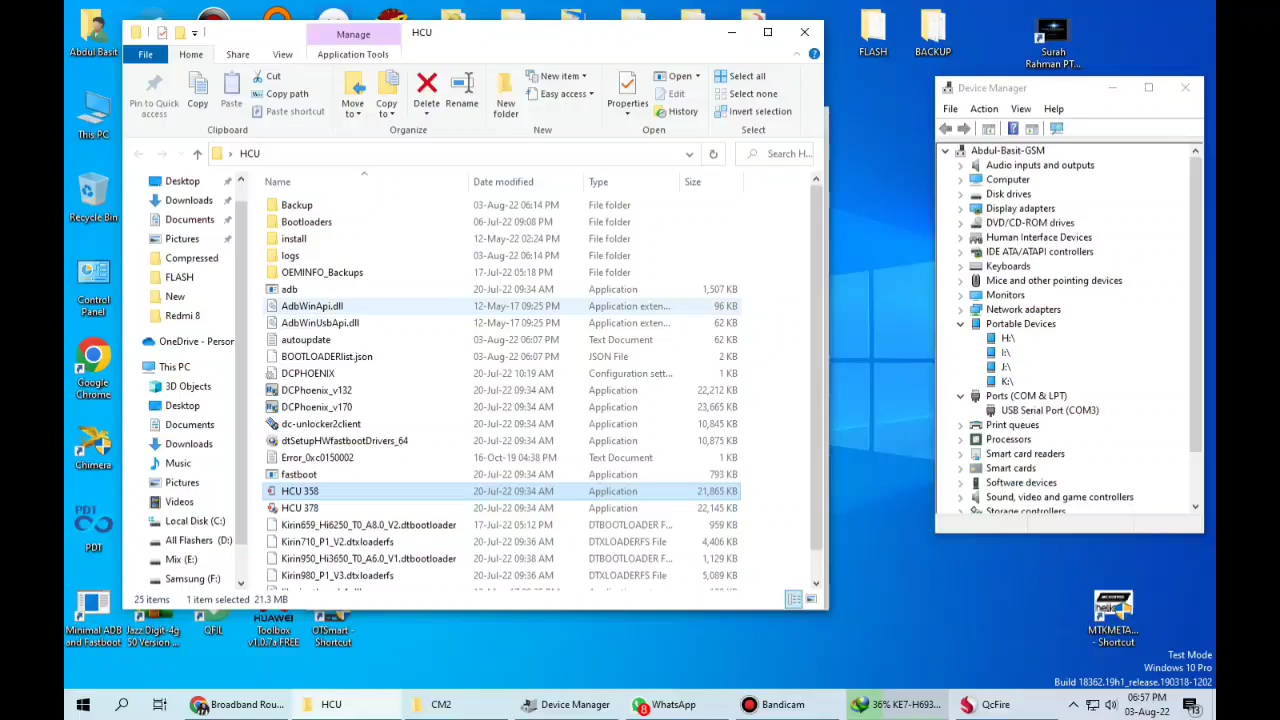 Manage
HCU
File
Home
Share
View
Application Tools
Pin to Quick access
Copy
Paste
Cut
Copy path
Paste shortcut
Clipboard
Move to
Copy to
Delete
Rename
Organize
New folder
New item
Easy access
New
Properties
Open
Edit
History
Open
Select all
Select none
Invert selection
Select
HCU
Search H...
Name
Date modified
Type
Size
Desktop
Downloads
Documents
Pictures
Compressed
FLASH
New
Redmi 8
OneDrive - Person
This PC
3D Objects
Desktop
Documents
Downloads
Music
Pictures
Videos
Local Disk (C:)
All Flashers (D:)
Mix (E:)
Samsung (F:)
Backup 03-Aug-22 06:14 PM File folder
Bootloaders 06-Jul-22 09:08 PM File folder
install 12-May-22 02:24 PM File folder
logs 03-Aug-22 06:14 PM File folder
OEMINFO_Backups 17-Jul-22 05:18 PM File folder
adb 20-Jul-22 09:34 AM Application 1,507 KB
AdbWinApi.dll 12-May-17 09:25 PM Application exten... 96 KB
AdbWinUsbApi.dll 12-May-17 09:25 PM Application exten... 62 KB
autoupdate 03-Aug-22 06:07 PM Text Document 62 KB
BOOTLOADERlist.json 03-Aug-22 06:07 PM JSON File 2 KB
DCPHOENIX 20-Jul-22 10:19 AM Configuration sett... 1 KB
DCPhoenix_v132 20-Jul-22 09:34 AM Application 22,212 KB
DCPhoenix_v170 20-Jul-22 09:34 AM Application 23,665 KB
dc-unlocker2client 20-Jul-22 09:34 AM Application 10,845 KB
dtSetupHWfastbootDrivers_64 20-Jul-22 09:34 AM Application 10,875 KB
Error_0xc0150002 16-Oct-19 04:38 PM Text Document 1 KB
fastboot 20-Jul-22 09:34 AM Application 793 KB
HCU 358 20-Jul-22 09:34 AM Application 21,865 KB
HCU 378 20-Jul-22 09:34 AM Application 22,145 KB
Kirin659_Hi6250_T0_A8.0_V2.dtbootloader 17-Jul-22 05:12 PM DTBOOTLOADER F... 959 KB
Kirin710_P1_V2.dtxloaderfs 20-Jul-22 09:36 AM DTXLOADERFS File 4,406 KB
Kirin950_Hi3650_T0_A6.0_V1.dtbootloader 20-Jul-22 09:38 AM DTBOOTLOADER F... 1,129 KB
Kirin980_P1_V3.dtxloaderfs 20-Jul-22 09:36 AM DTXLOADERFS File 5,089 KB
25 items 1 item selected 21.3 MB
Abdul Basit
This PC
Recycle Bin
Control Panel
Google Chrome
Chimera
PDT
PDT
Minimal ADB and Fastboot
Jazz Digit-4g 50 Version ...
QFIL
HUAWEI
Toolbox v1.0.7a FREE
OTSmart - Shortcut
FLASH
BACKUP
Surah Rahman PT...
Device Manager
File Action View Help
Abdul-Basit-GSM
Audio inputs and outputs
Computer
Disk drives
Display adapters
DVD/CD-ROM drives
Human Interface Devices
IDE ATA/ATAPI controllers
Keyboards
Mice and other pointing devices
Monitors
Network adapters
Portable Devices
H:\
I:\
J:\
K:\
Ports (COM & LPT)
USB Serial Port (COM3)
Print queues
Processors
Smart card readers
Smart cards
Software devices
Sound, video and game controllers
Storage controllers
MTKMETA... - Shortcut
Test Mode
Windows 10 Pro
Build 18362.19h1_release.190318-1202
Broadband Rou...
HCU
CM2
Device Manager
8
WhatsApp
Bandicam
36% KE7-H693...
QcFire
06:57 PM
03-Aug-22
13